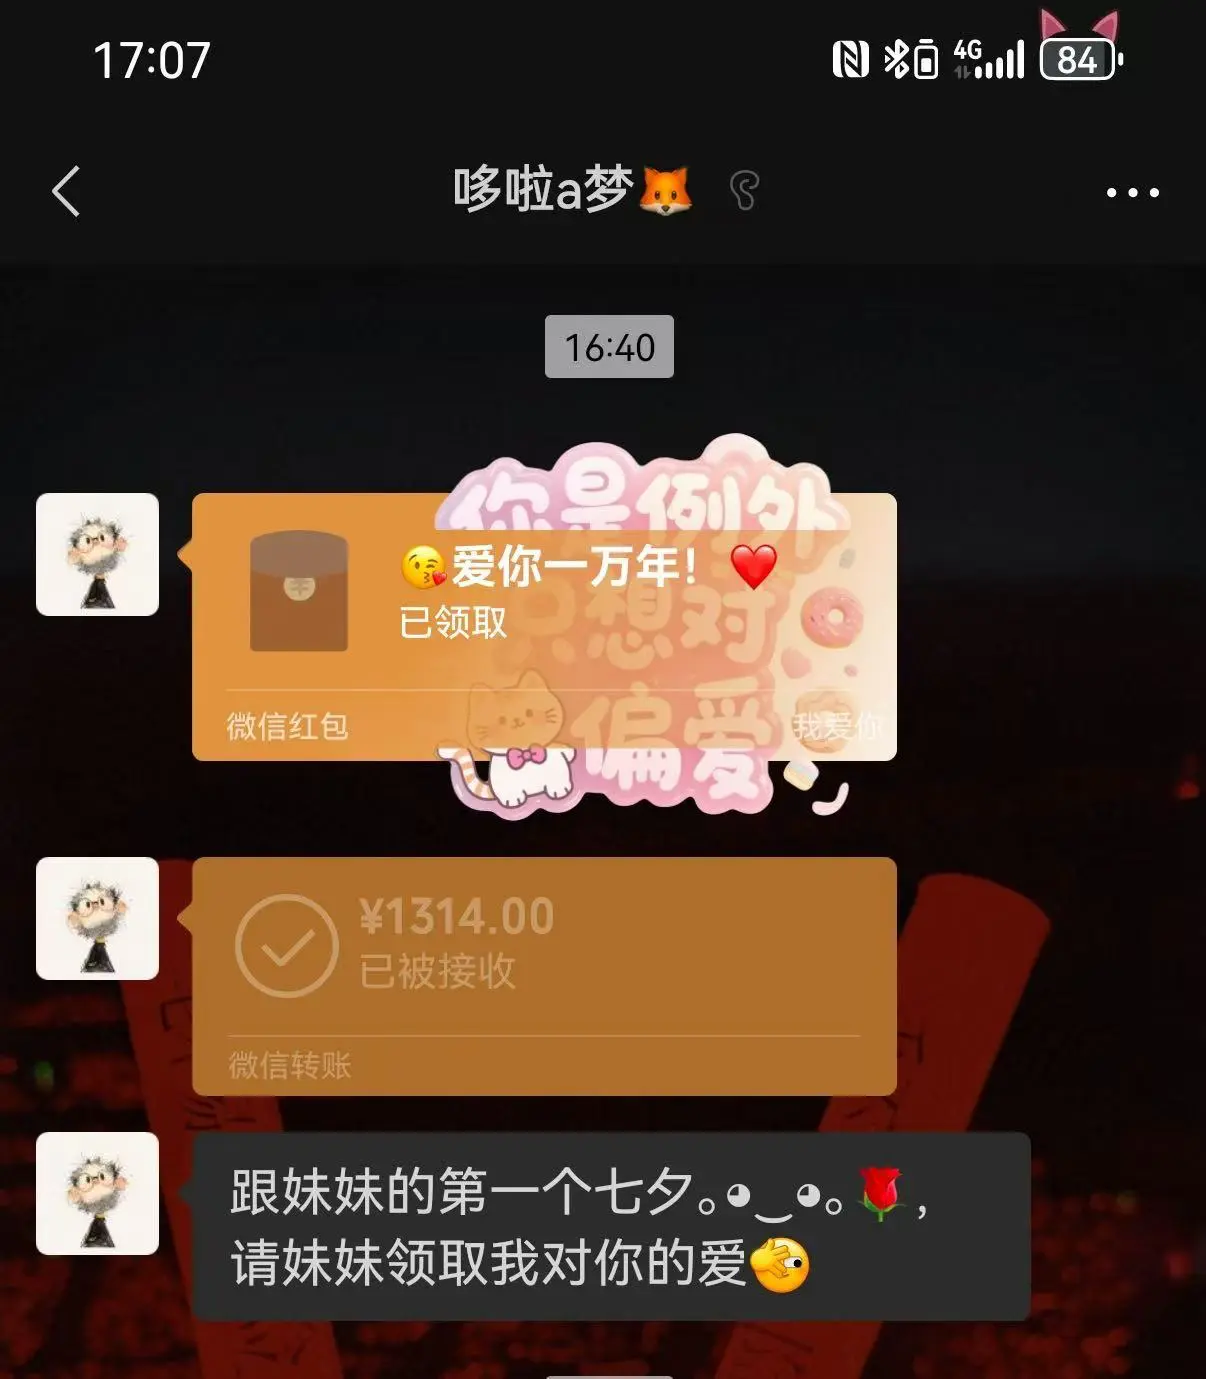 17:07
4G
84
哆啦a梦🦊
16:40
你是例外
😘爱你一万年！❤️
只想对
已领取
偏爱
微信红包
我爱你
¥1314.00
已被接收
微信转账
跟妹妹的第一个七夕｡◕‿◕｡🌹，
请妹妹领取我对你的爱🫣